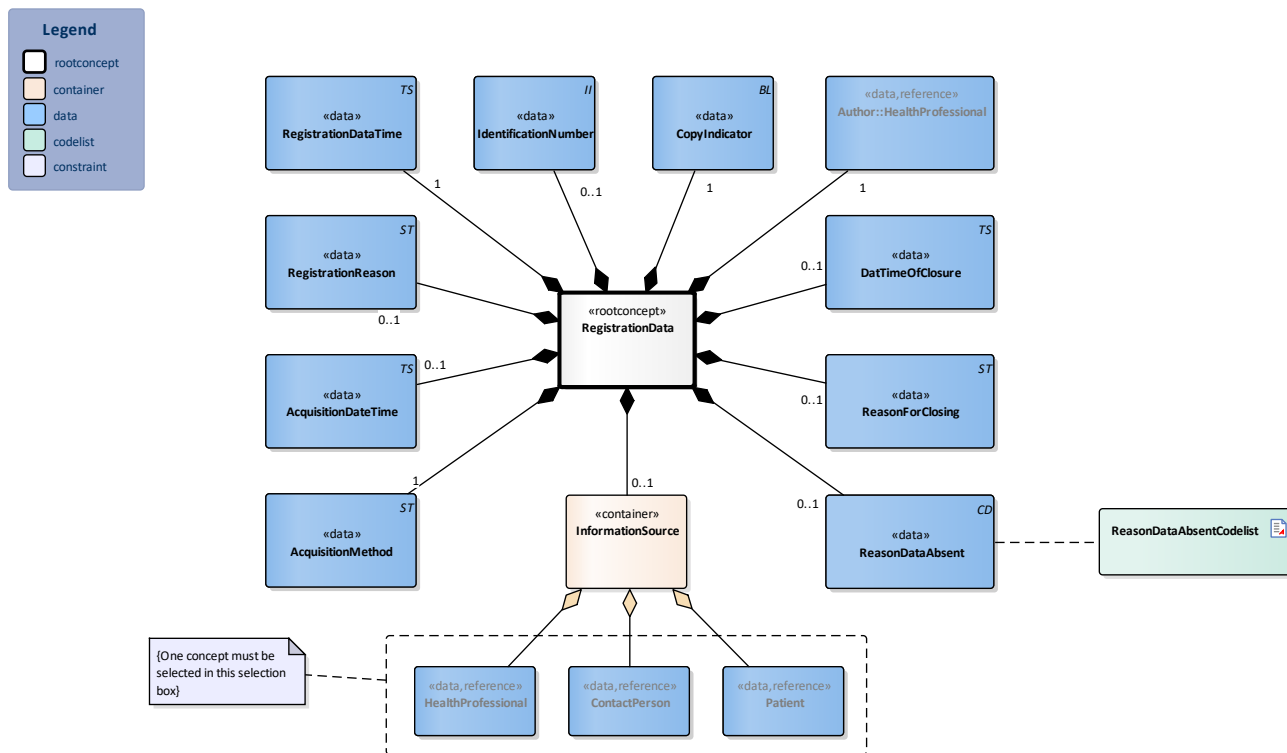 Legend
rootconcept
container
data
codelist
constraint
TS
«data»
RegistrationDataTime
II
«data»
IdentificationNumber
BL
«data»
CopyIndicator
«data,reference»
Author::HealthProfessional
1
0..1
1
1
ST
«data»
RegistrationReason
0..1
TS
«data»
DatTimeOfClosure
0..1
«rootconcept»
RegistrationData
TS
«data»
AcquisitionDateTime
0..1
ST
«data»
ReasonForClosing
0..1
ST
«data»
AcquisitionMethod
1
0..1
«container»
InformationSource
0..1
CD
«data»
ReasonDataAbsent
ReasonDataAbsentCodelist
{One concept must be
selected in this selection
box}
«data,reference»
HealthProfessional
«data,reference»
ContactPerson
«data,reference»
Patient